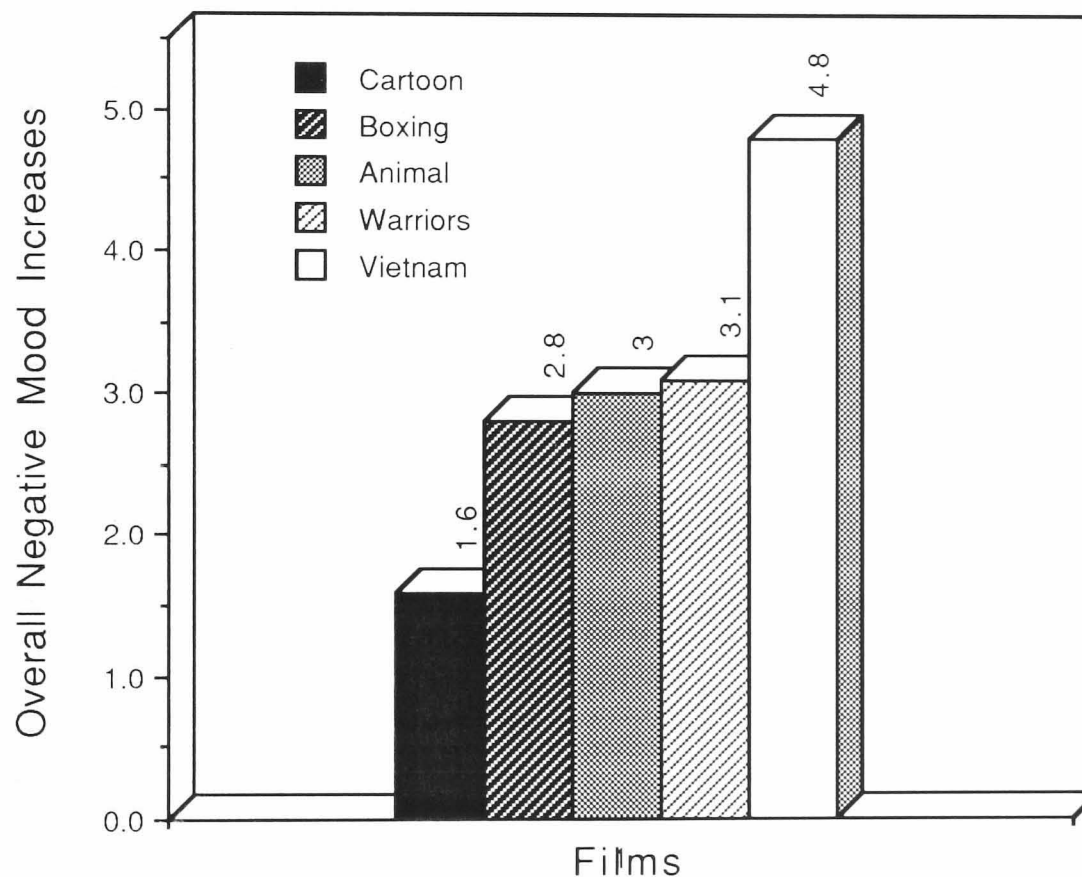 Overall Negative Mood Increases
5.0
4.0
3.0
2.0
1.0
0.0
Cartoon
Boxing
Animal
Warriors
Vietnam
1.6
2.8
3
3.1
4.8
Films